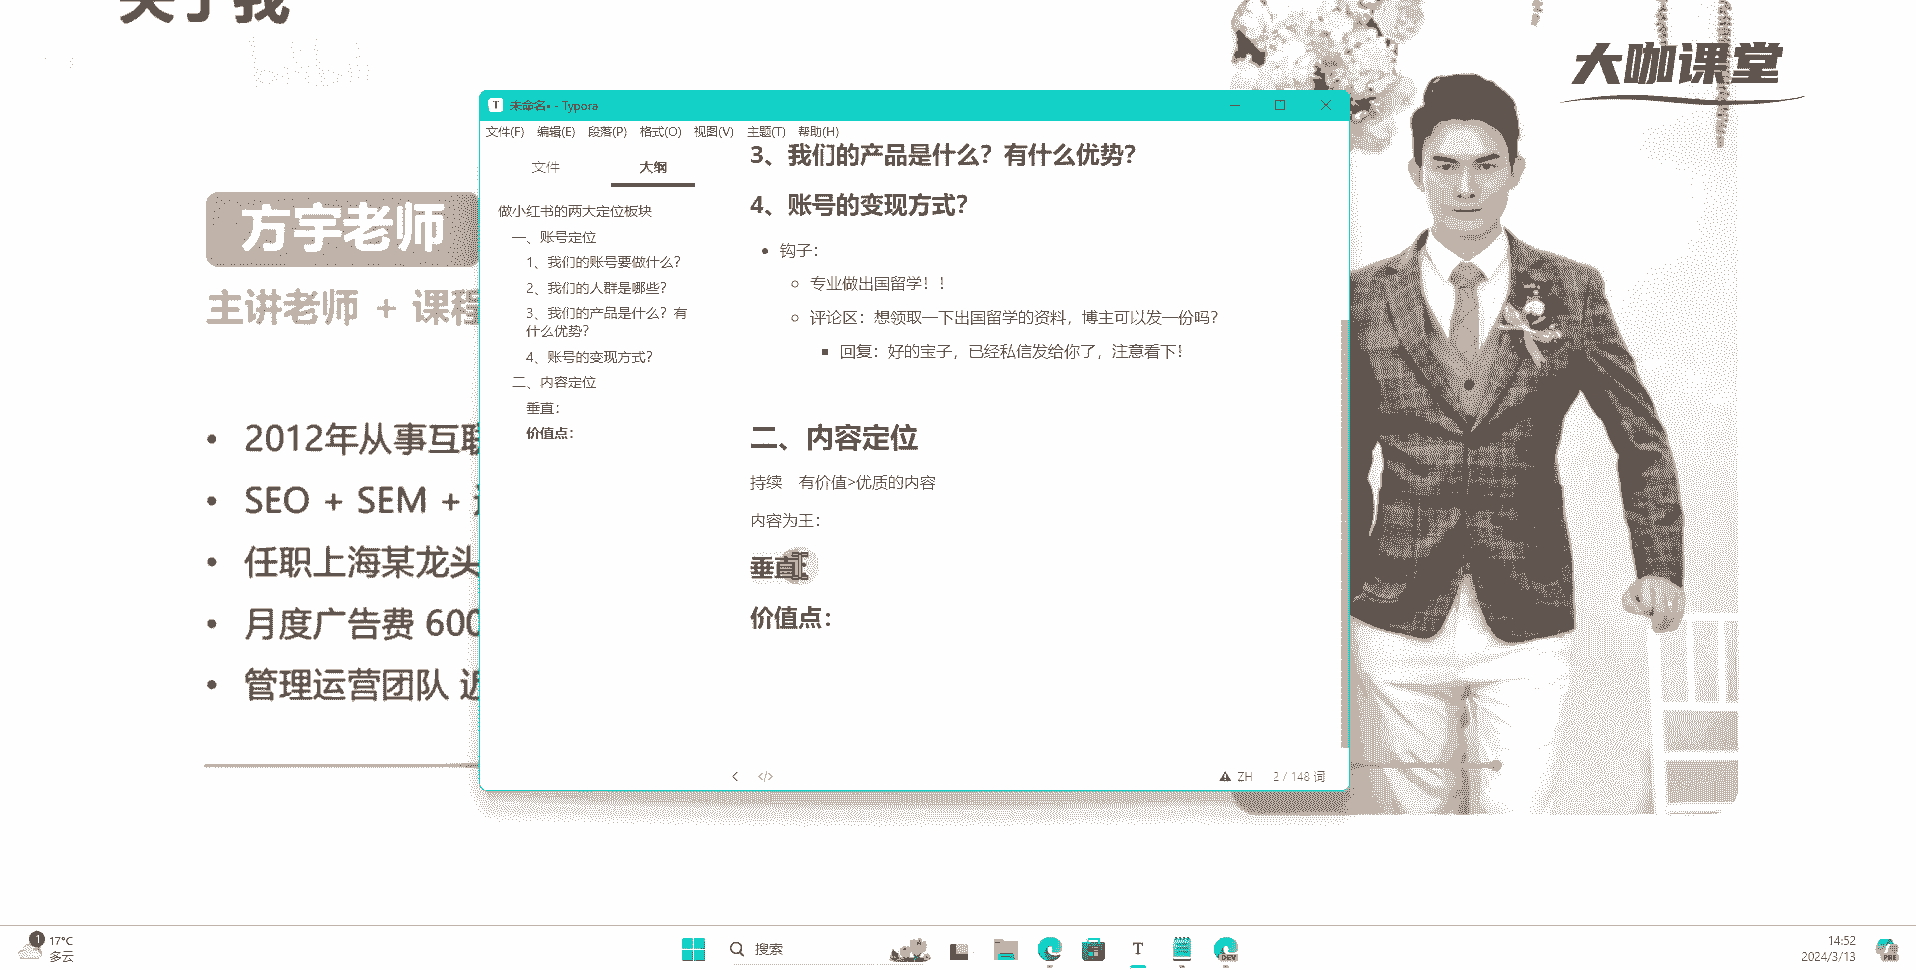 关于我
bilibili
大咖课堂
方宇老师
主讲老师 + 课程
2012年从事互联
SEO + SEM +
任职上海某龙头
月度广告费 600
管理运营团队 近
T 未命名• - Typora
文件(F) 编辑(E) 段落(P) 格式(O) 视图(V) 主题(T) 帮助(H)
文件 大纲
做小红书的两大定位板块
一、账号定位
1、我们的账号要做什么？
2、我们的人群是哪些？
3、我们的产品是什么？有
什么优势？
4、账号的变现方式？
二、内容定位
垂直：
价值点：
3、我们的产品是什么？有什么优势？
4、账号的变现方式？
钩子：
专业做出国留学！！
评论区：想领取一下出国留学的资料，博主可以发一份吗？
回复：好的宝子，已经私信发给你了，注意看下！
二、内容定位
持续 有价值>优质的内容
内容为王：
垂直：
价值点：
</> ZH 2 / 148 词
1 17°C
多云
搜索
T
DEV
14:52
2024/3/13
PRE